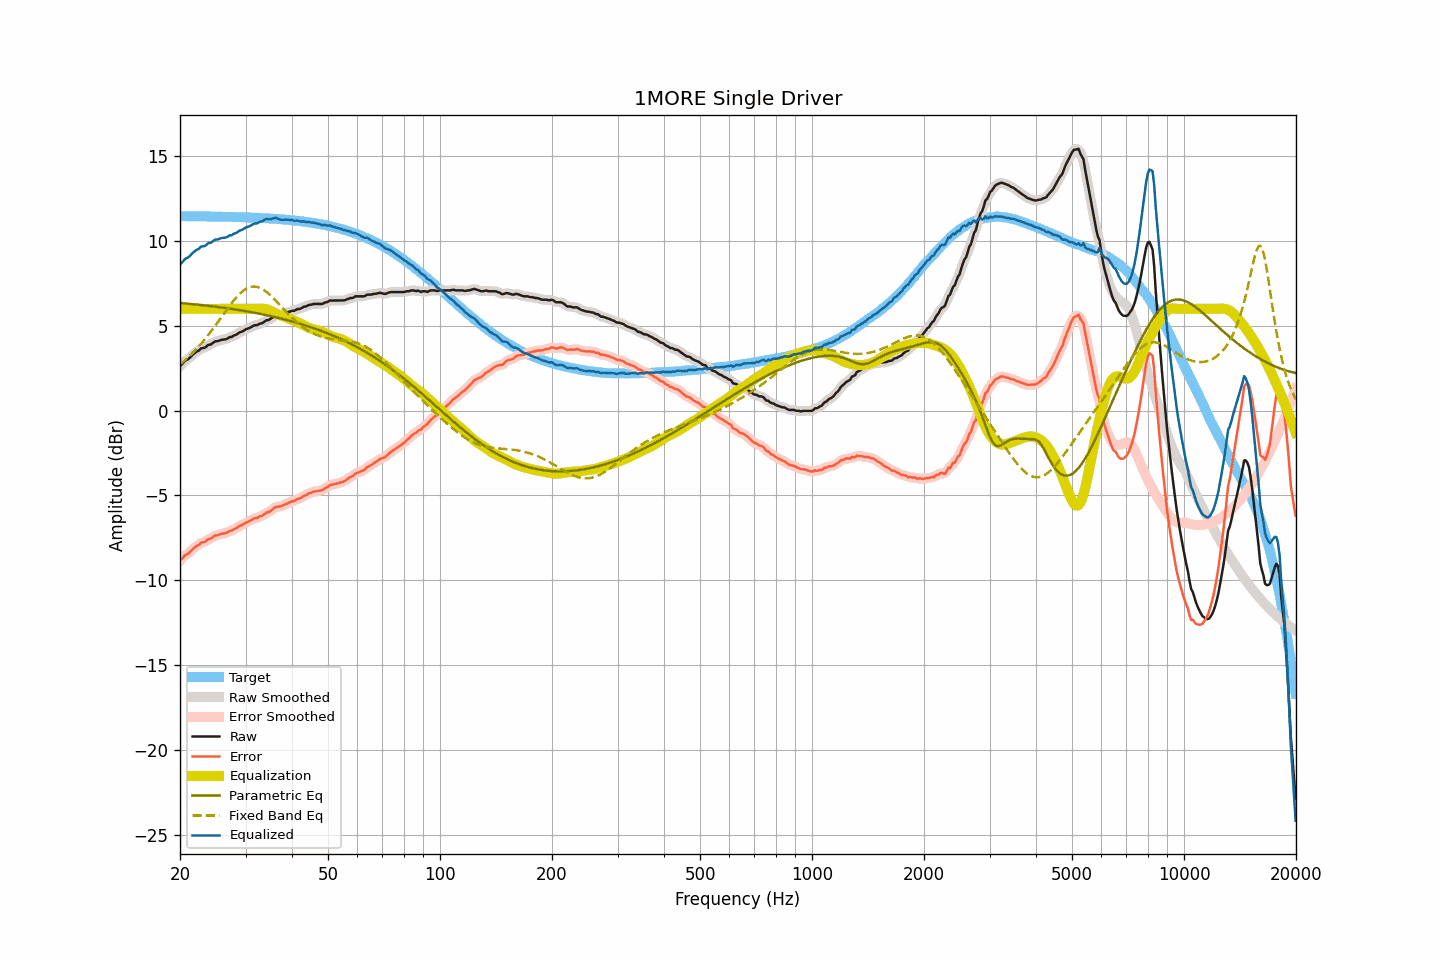 1MORE Single Driver
15
10
5
0
−5
−10
−15
−20
−25
Amplitude (dBr)
Target
Raw Smoothed
Error Smoothed
Raw
Error
Equalization
Parametric Eq
Fixed Band Eq
Equalized
20 50 100 200 500 1000 2000 5000 10000 20000
Frequency (Hz)